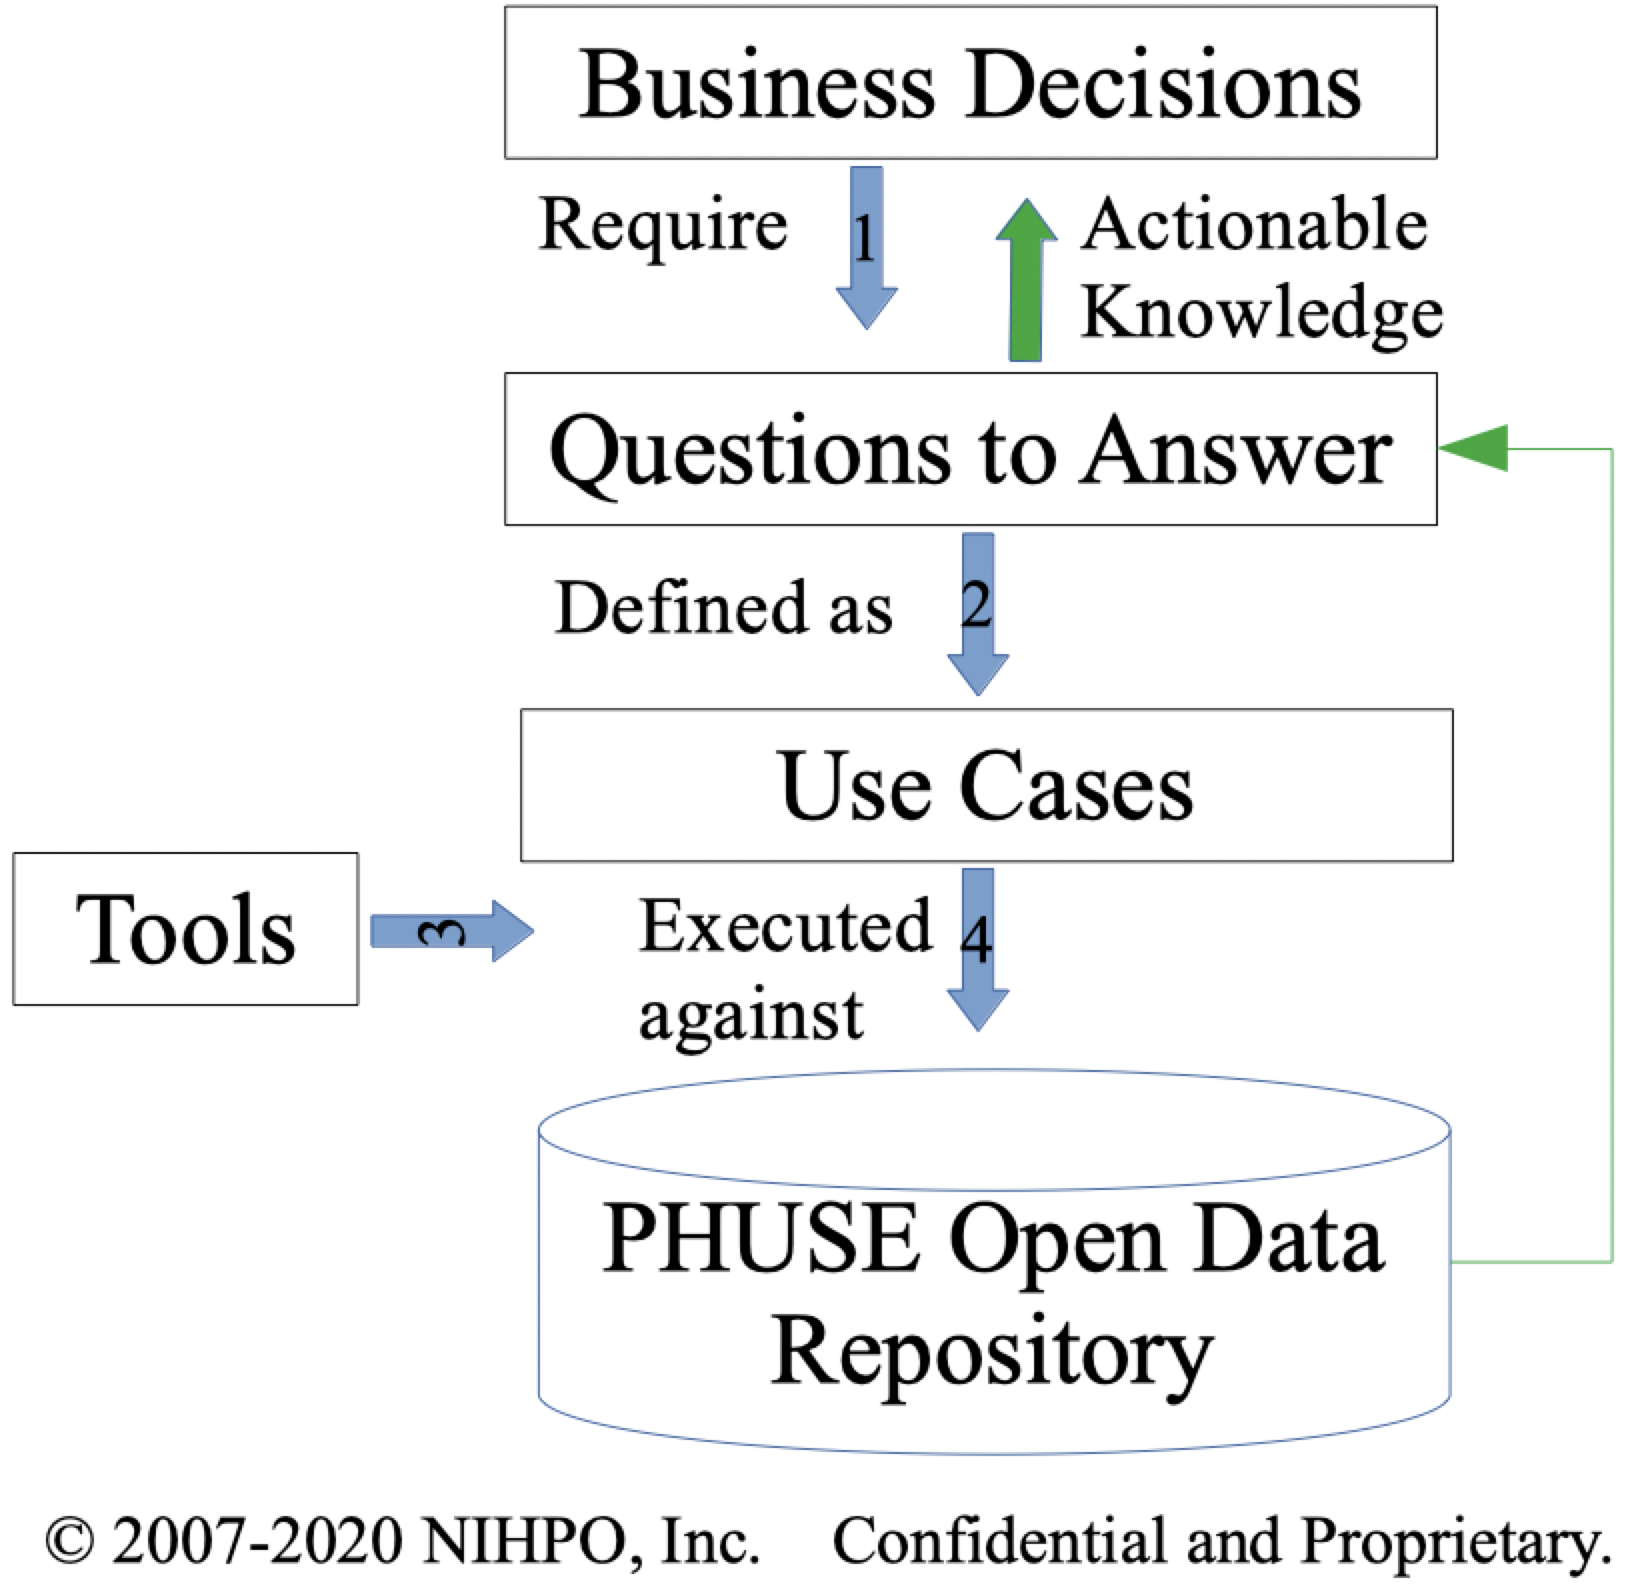 Business Decisions
Require
1
Actionable
Knowledge
Questions to Answer
Defined as
2
Use Cases
Tools
3
Executed
against
4
PHUSE Open Data
Repository
© 2007-2020 NIHPO, Inc. Confidential and Proprietary.